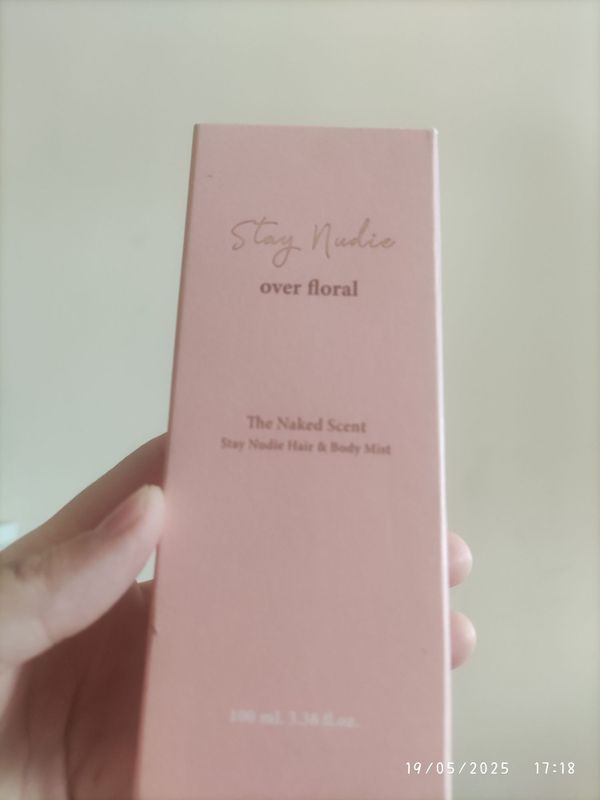 Stay Nudie
over floral
The Naked Scent
Stay Nudie Hair & Body Mist
100 ml. 3.38 fl.oz.
19/05/2025 17:18